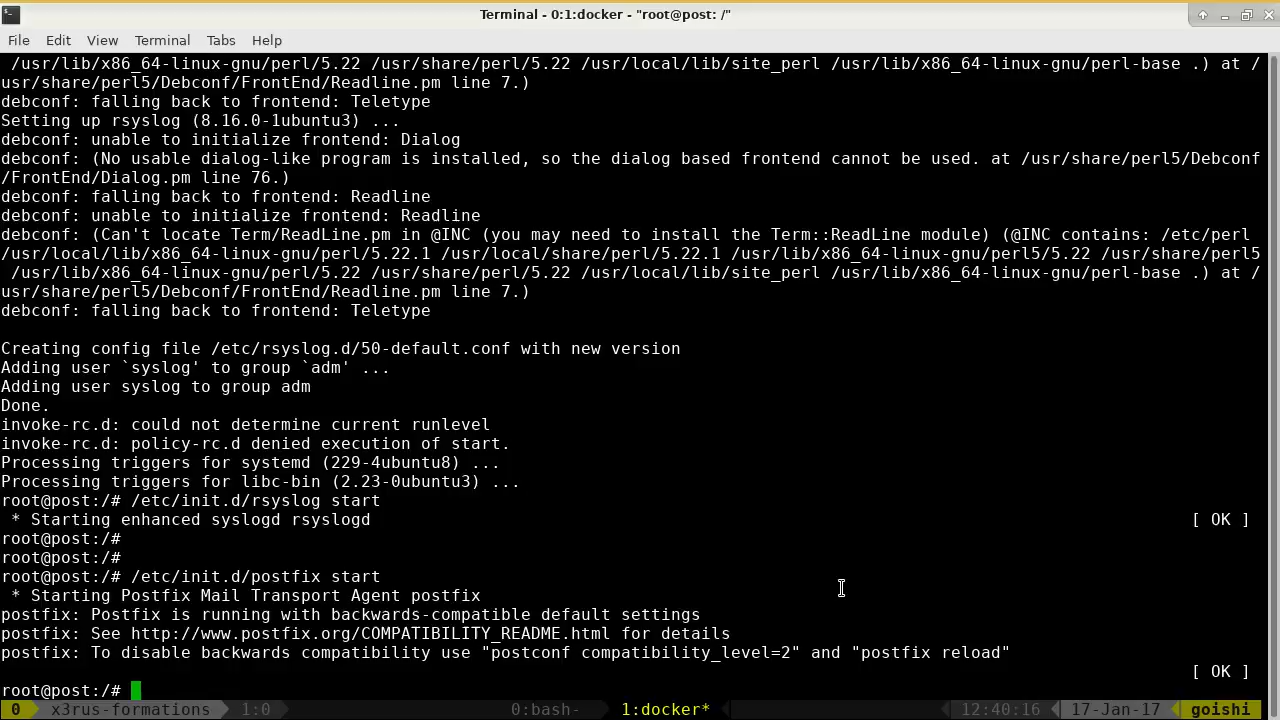 Terminal - 0:1:docker - "root@post: /"
File Edit View Terminal Tabs Help
/usr/lib/x86_64-linux-gnu/perl/5.22 /usr/share/perl/5.22 /usr/local/lib/site_perl /usr/lib/x86_64-linux-gnu/perl-base .) at /
usr/share/perl5/Debconf/FrontEnd/Readline.pm line 7.)
debconf: falling back to frontend: Teletype
Setting up rsyslog (8.16.0-1ubuntu3) ...
debconf: unable to initialize frontend: Dialog
debconf: (No usable dialog-like program is installed, so the dialog based frontend cannot be used. at /usr/share/perl5/Debconf
/FrontEnd/Dialog.pm line 76.)
debconf: falling back to frontend: Readline
debconf: unable to initialize frontend: Readline
debconf: (Can't locate Term/ReadLine.pm in @INC (you may need to install the Term::ReadLine module) (@INC contains: /etc/perl
/usr/local/lib/x86_64-linux-gnu/perl/5.22.1 /usr/local/share/perl/5.22.1 /usr/lib/x86_64-linux-gnu/perl5/5.22 /usr/share/perl5
/usr/lib/x86_64-linux-gnu/perl/5.22 /usr/share/perl/5.22 /usr/local/lib/site_perl /usr/lib/x86_64-linux-gnu/perl-base .) at /
usr/share/perl5/Debconf/FrontEnd/Readline.pm line 7.)
debconf: falling back to frontend: Teletype
Creating config file /etc/rsyslog.d/50-default.conf with new version
Adding user `syslog' to group `adm' ...
Adding user syslog to group adm
Done.
invoke-rc.d: could not determine current runlevel
invoke-rc.d: policy-rc.d denied execution of start.
Processing triggers for systemd (229-4ubuntu8) ...
Processing triggers for libc-bin (2.23-0ubuntu3) ...
root@post:/# /etc/init.d/rsyslog start
* Starting enhanced syslogd rsyslogd [ OK ]
root@post:/#
root@post:/#
root@post:/# /etc/init.d/postfix start
* Starting Postfix Mail Transport Agent postfix
postfix: Postfix is running with backwards-compatible default settings
postfix: See http://www.postfix.org/COMPATIBILITY_README.html for details
postfix: To disable backwards compatibility use "postconf compatibility_level=2" and "postfix reload"
[ OK ]
root@post:/#
0 x3rus-formations 1:0 0:bash- 1:docker* 12:40:16 17-Jan-17 goishi